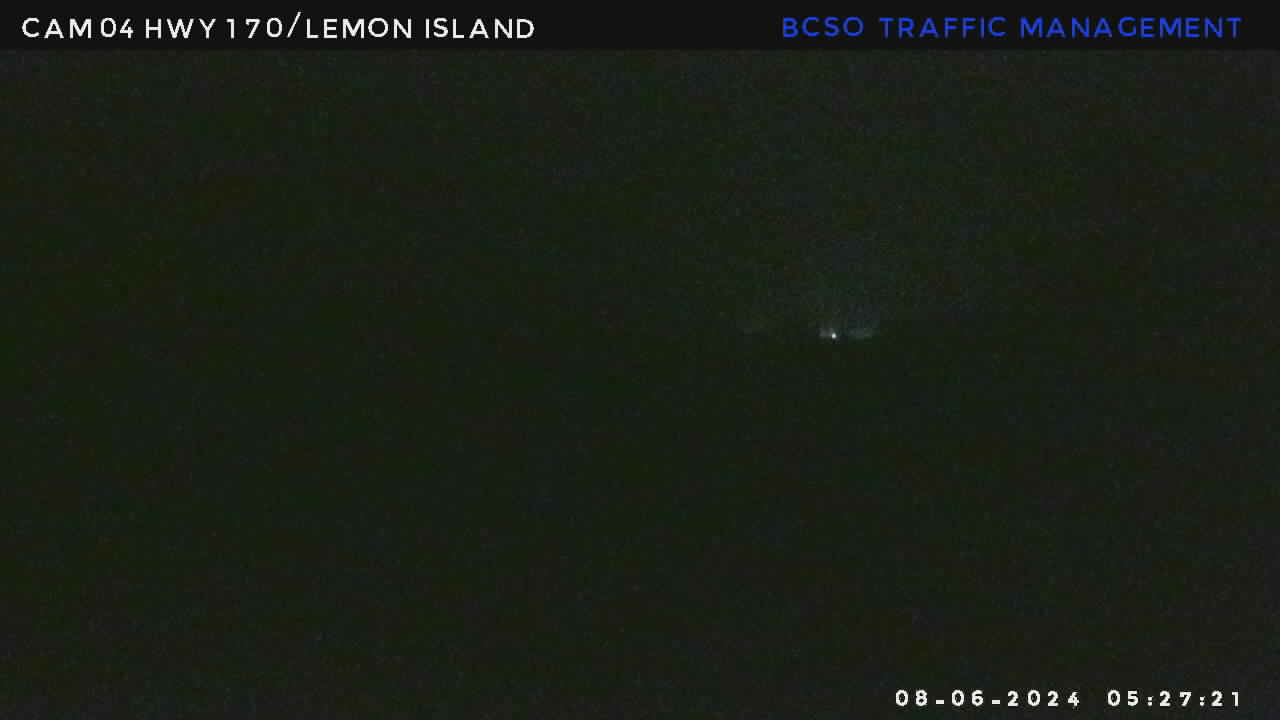 CAM04 HWY 170/LEMON ISLAND
BCSO TRAFFIC MANAGEMENT
08-06-2024 05:27:21